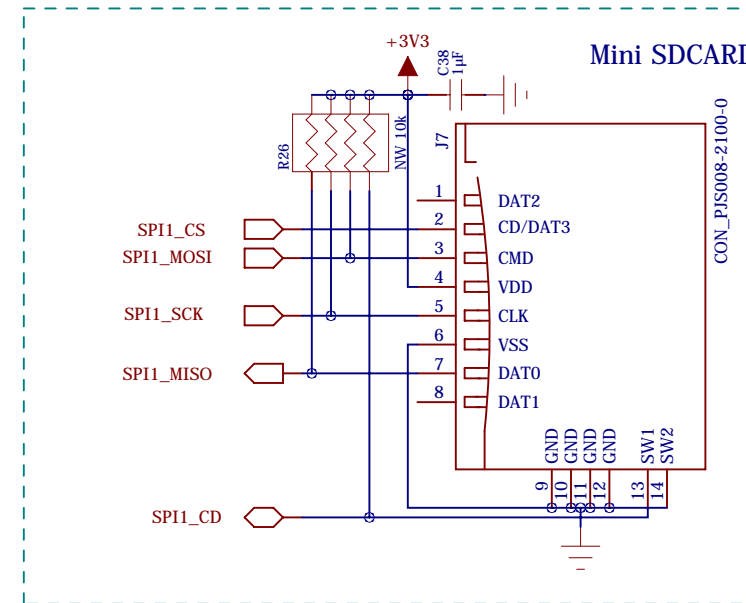 +3V3
C38
1µF
Mini SDCARD
R26
NW 10k
J7
CON_PJS008-2100-0
1
DAT2
SPI1_CS
2
CD/DAT3
SPI1_MOSI
3
CMD
4
VDD
SPI1_SCK
5
CLK
6
VSS
SPI1_MISO
7
DAT0
8
DAT1
GND
GND
GND
GND
SW1
SW2
9
10
11
12
13
14
SPI1_CD